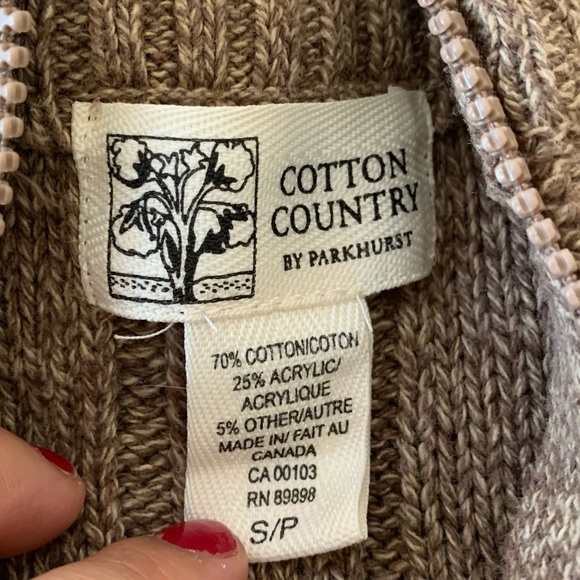 COTTON
COUNTRY
BY PARKHURST
70% COTTON/COTON
25% ACRYLIC/
ACRYLIQUE
5% OTHER/AUTRE
MADE IN/ FAIT AU
CANADA
CA 00103
RN 89898
S/P